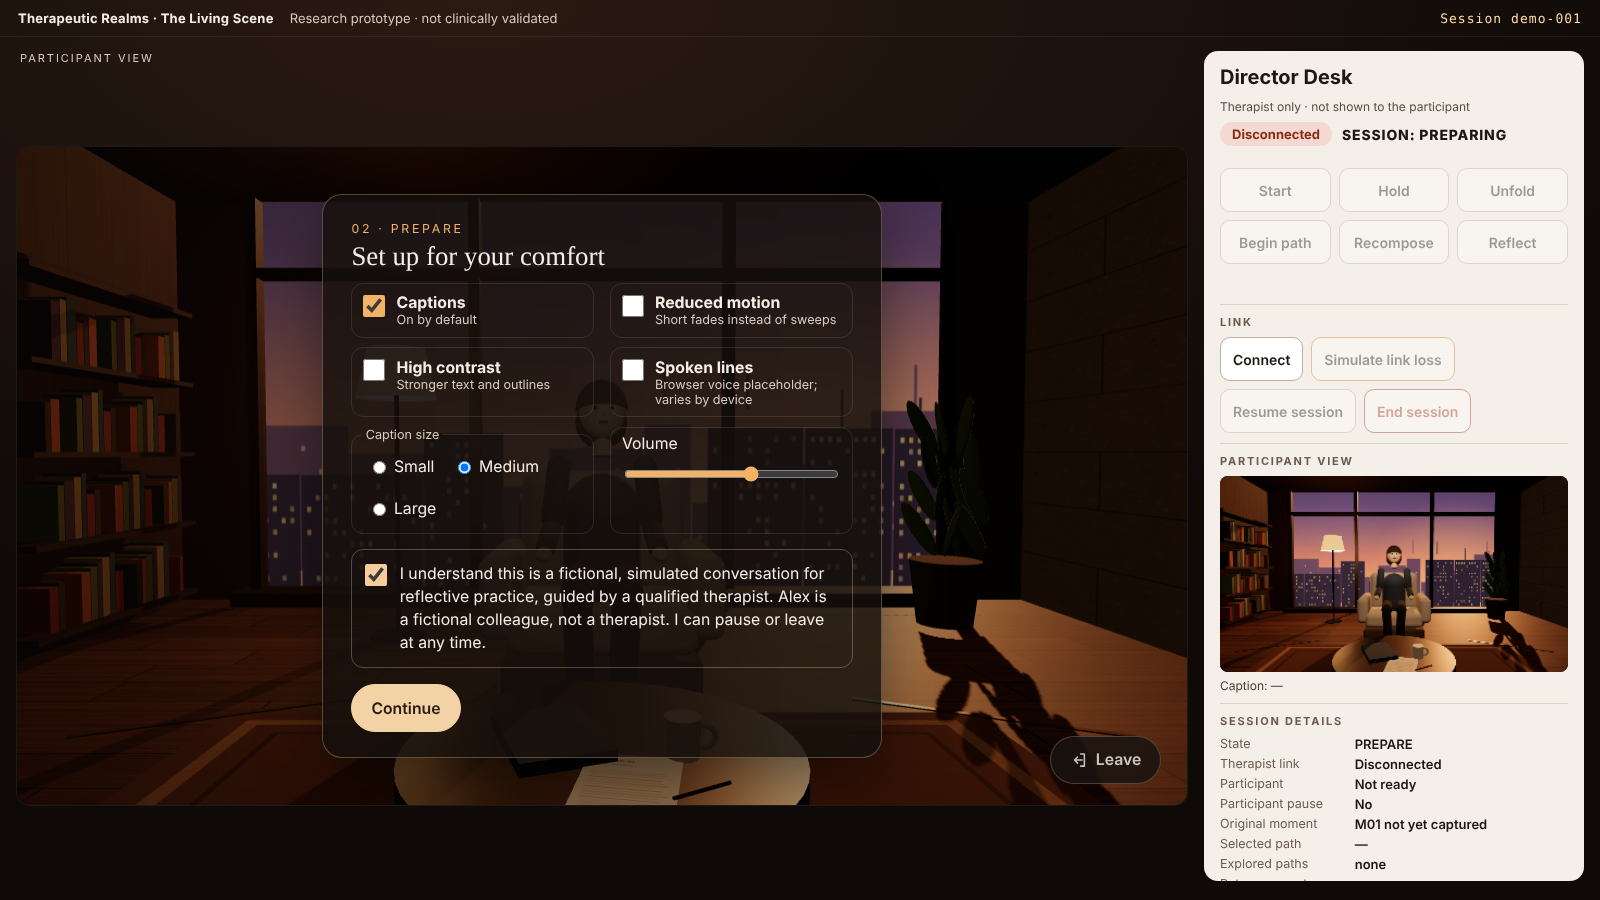 Therapeutic Realms · The Living Scene
Research prototype · not clinically validated
Session demo-001
PARTICIPANT VIEW
02 · PREPARE
Set up for your comfort
Captions
On by default
Reduced motion
Short fades instead of sweeps
High contrast
Stronger text and outlines
Spoken lines
Browser voice placeholder;
varies by device
Caption size
Small
Medium
Large
Volume
I understand this is a fictional, simulated conversation for
reflective practice, guided by a qualified therapist. Alex is
a fictional colleague, not a therapist. I can pause or leave
at any time.
Continue
Leave
Director Desk
Therapist only · not shown to the participant
Disconnected
SESSION: PREPARING
Start
Hold
Unfold
Begin path
Recompose
Reflect
LINK
Connect
Simulate link loss
Resume session
End session
PARTICIPANT VIEW
Caption: —
SESSION DETAILS
State PREPARE
Therapist link Disconnected
Participant Not ready
Participant pause No
Original moment M01 not yet captured
Selected path —
Explored paths none